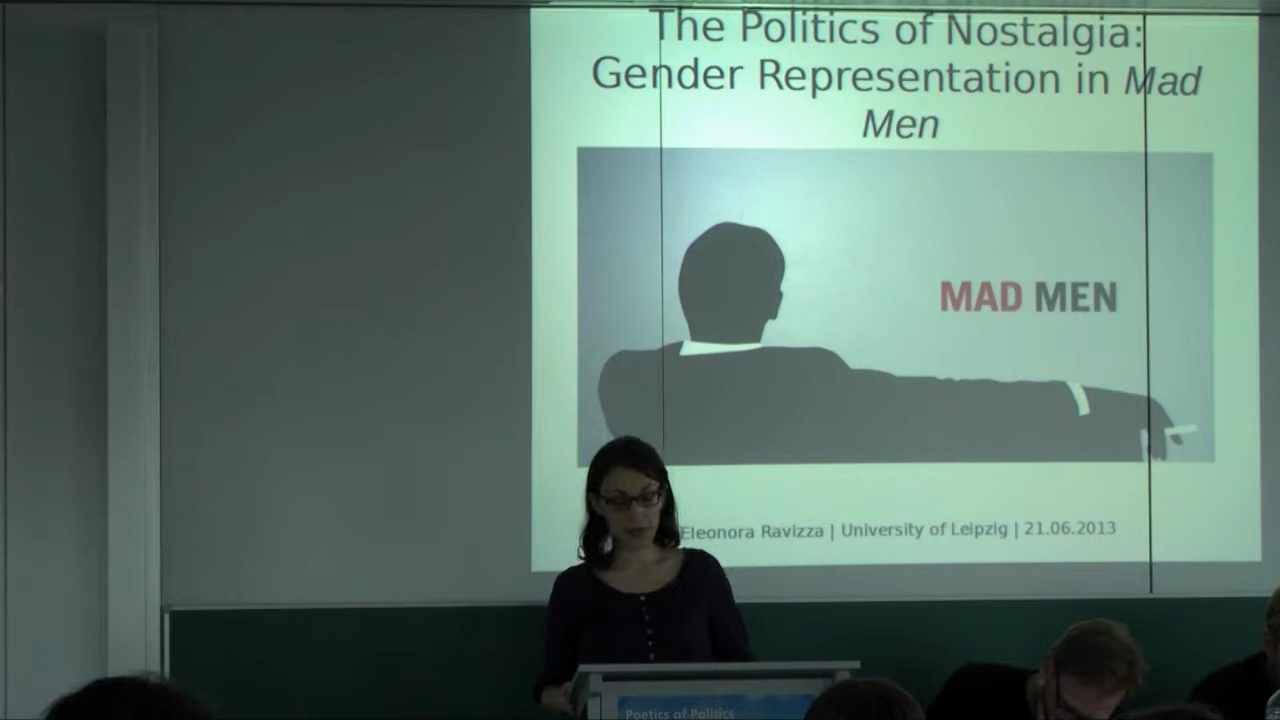 The Politics of Nostalgia:
Gender Representation in Mad
Men
MAD MEN
Eleonora Ravizza | University of Leipzig | 21.06.2013
Poetics of Politics